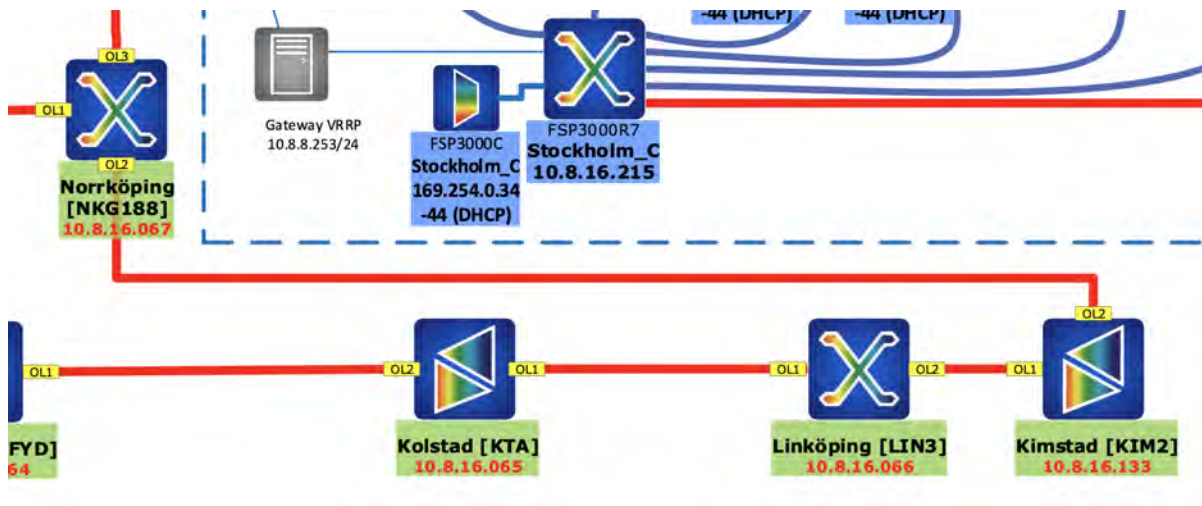 -44 (DHCP)
-44 (DHCP)
OL3
OL1
OL2
Norrköping
[NKG188]
10.8.16.067
Gateway VRRP
10.8.8.253/24
FSP3000C
Stockholm_C
169.254.0.34
-44 (DHCP)
FSP3000R7
Stockholm_C
10.8.16.215
OL1
FYD]
64
OL2
OL1
Kolstad [KTA]
10.8.16.065
OL1
OL2
Linköping [LIN3]
10.8.16.066
OL2
OL1
Kimstad [KIM2]
10.8.16.133